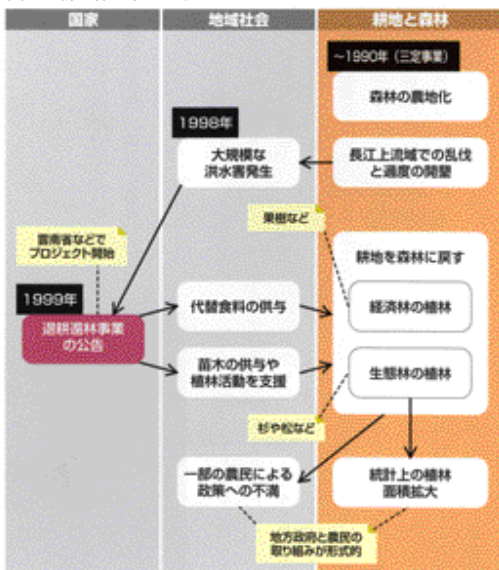 国家
地域社会
耕地と森林
～1990年（三定事業）
森林の農地化
1998年
大規模な
洪水害発生
長江上流域での乱伐
と過度の開墾
果樹など
雲南省などで
プロジェクト開始
耕地を森林に戻す
1999年
代替食料の供与
経済林の植林
退耕還林事業
の公告
苗木の供与や
植林活動を支援
生態林の植林
杉や松など
一部の農民による
政策への不満
統計上の植林
面積拡大
地方政府と農民の
取り組みが形式的